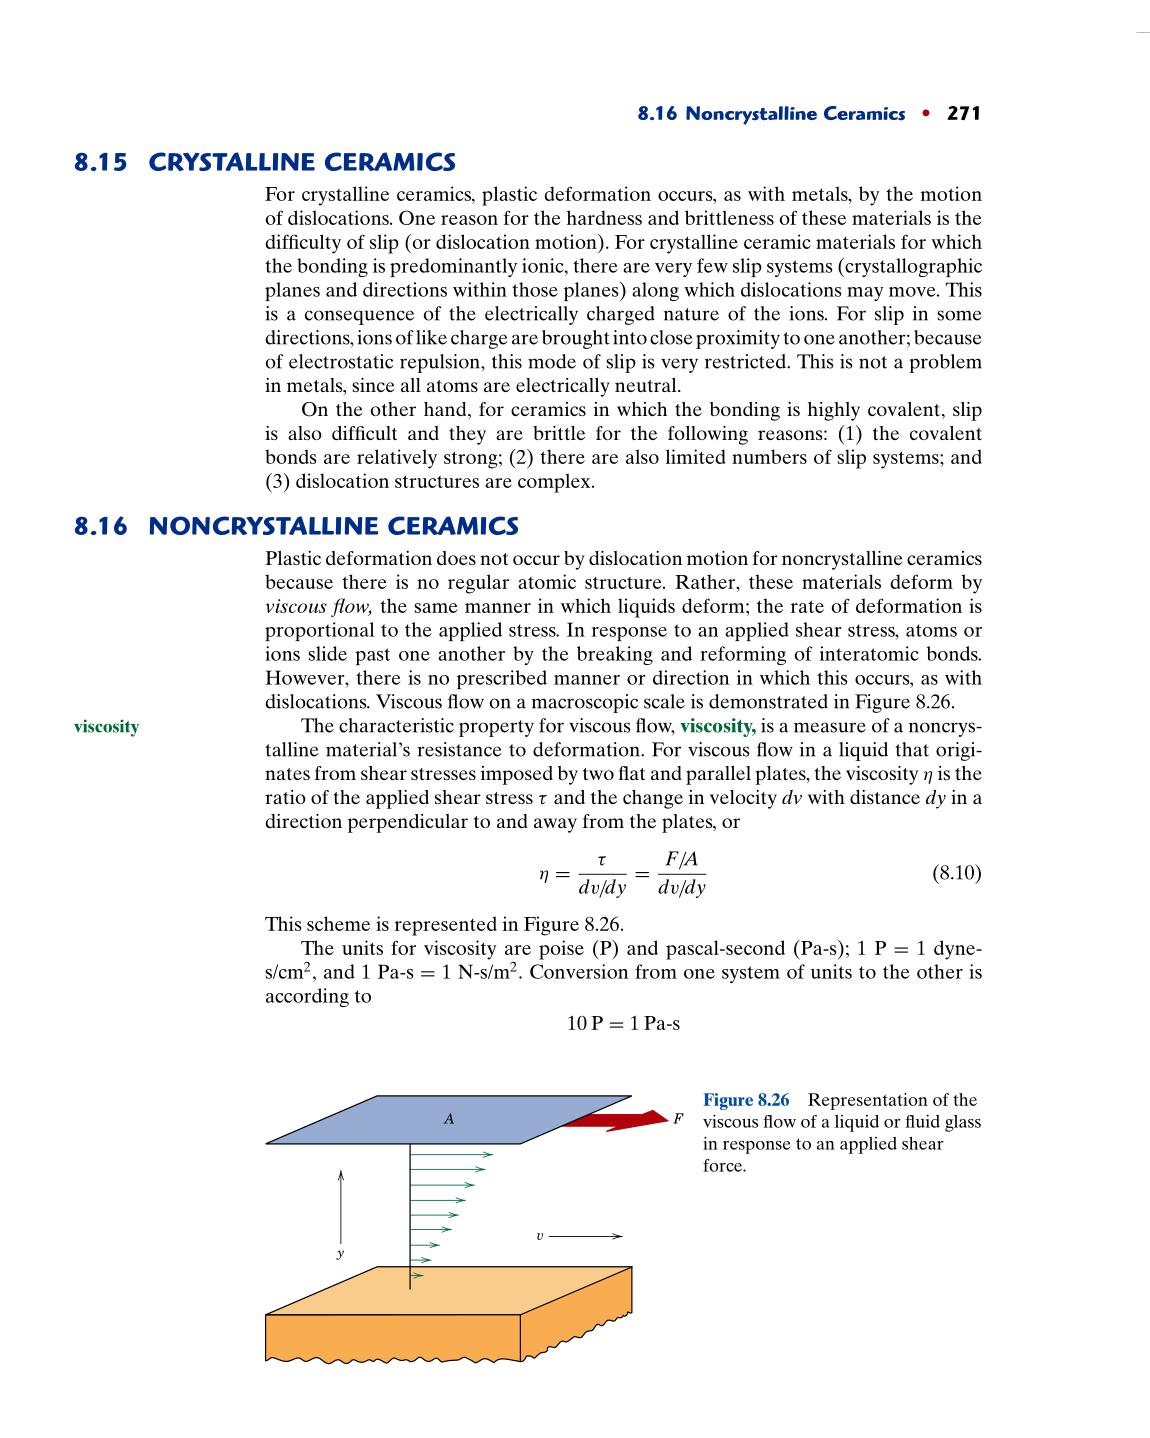 8.16 Noncrystalline Ceramics • 271
8.15 CRYSTALLINE CERAMICS
For crystalline ceramics, plastic deformation occurs, as with metals, by the motion
of dislocations. One reason for the hardness and brittleness of these materials is the
difficulty of slip (or dislocation motion). For crystalline ceramic materials for which
the bonding is predominantly ionic, there are very few slip systems (crystallographic
planes and directions within those planes) along which dislocations may move. This
is a consequence of the electrically charged nature of the ions. For slip in some
directions, ions of like charge are brought into close proximity to one another; because
of electrostatic repulsion, this mode of slip is very restricted. This is not a problem
in metals, since all atoms are electrically neutral.
On the other hand, for ceramics in which the bonding is highly covalent, slip
is also difficult and they are brittle for the following reasons: (1) the covalent
bonds are relatively strong; (2) there are also limited numbers of slip systems; and
(3) dislocation structures are complex.
8.16 NONCRYSTALLINE CERAMICS
Plastic deformation does not occur by dislocation motion for noncrystalline ceramics
because there is no regular atomic structure. Rather, these materials deform by
viscous flow, the same manner in which liquids deform; the rate of deformation is
proportional to the applied stress. In response to an applied shear stress, atoms or
ions slide past one another by the breaking and reforming of interatomic bonds.
However, there is no prescribed manner or direction in which this occurs, as with
dislocations. Viscous flow on a macroscopic scale is demonstrated in Figure 8.26.
viscosity
The characteristic property for viscous flow, viscosity, is a measure of a noncrys-
talline material's resistance to deformation. For viscous flow in a liquid that origi-
nates from shear stresses imposed by two flat and parallel plates, the viscosity η is the
ratio of the applied shear stress τ and the change in velocity dv with distance dy in a
direction perpendicular to and away from the plates, or
η = τ / dv/dy = F/A / dv/dy (8.10)
This scheme is represented in Figure 8.26.
The units for viscosity are poise (P) and pascal-second (Pa-s); 1 P = 1 dyne-
s/cm², and 1 Pa-s = 1 N-s/m². Conversion from one system of units to the other is
according to
10 P = 1 Pa-s
A
F
v
y
Figure 8.26 Representation of the
viscous flow of a liquid or fluid glass
in response to an applied shear
force.